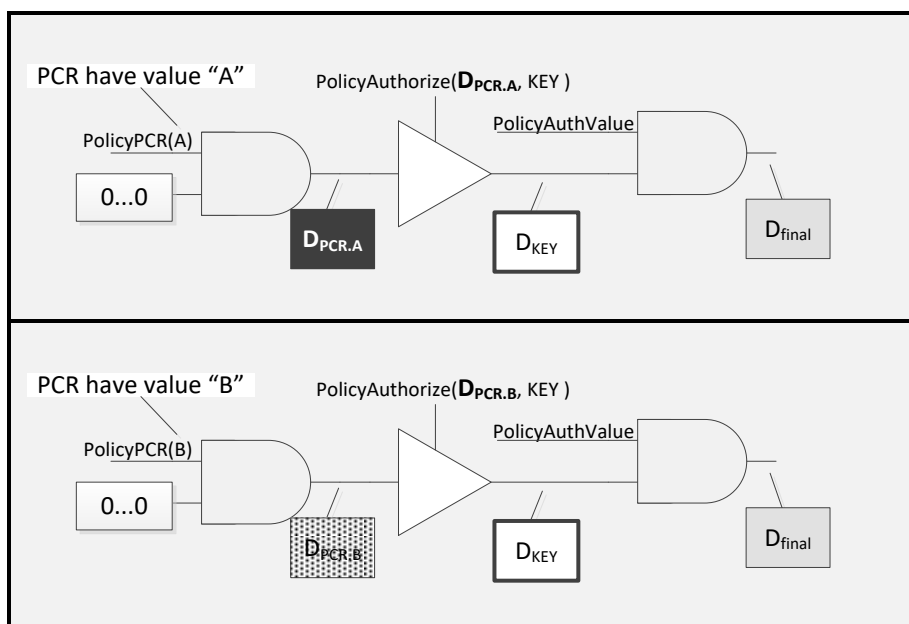 PCR have value “A”
PolicyAuthorize(DPCR.A, KEY )
PolicyAuthValue
PolicyPCR(A)
0...0
DPCR.A
DKEY
Dfinal
PCR have value “B”
PolicyAuthorize(DPCR.B, KEY )
PolicyAuthValue
PolicyPCR(B)
0...0
DPCR.B
DKEY
Dfinal